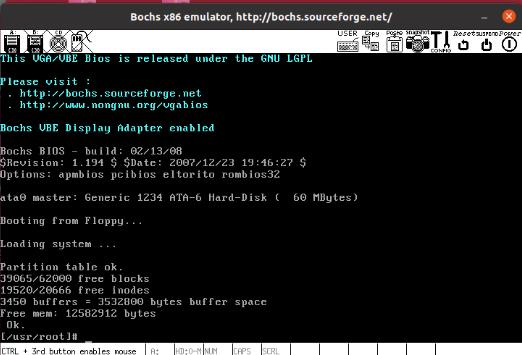 Bochs x86 emulator, http://bochs.sourceforge.net/
A: B: CD USER Copy Paste Snapshot CONFIG Reset SUSPEND Power
This VGA/VBE Bios is released under the GNU LGPL
Please visit :
. http://bochs.sourceforge.net
. http://www.nongnu.org/vgabios
Bochs VBE Display Adapter enabled
Bochs BIOS - build: 02/13/08
$Revision: 1.194 $ $Date: 2007/12/23 19:46:27 $
Options: apmbios pcibios eltorito rombios32
ata0 master: Generic 1234 ATA-6 Hard-Disk (  60 MBytes)
Booting from Floppy...
Loading system ...
Partition table ok.
39065/62000 free blocks
19520/20666 free inodes
3450 buffers = 3532800 bytes buffer space
Free mem: 12582912 bytes
Ok.
[/usr/root]# _
CTRL + 3rd button enables mouse A: HD:0-M NUM CAPS SCRL